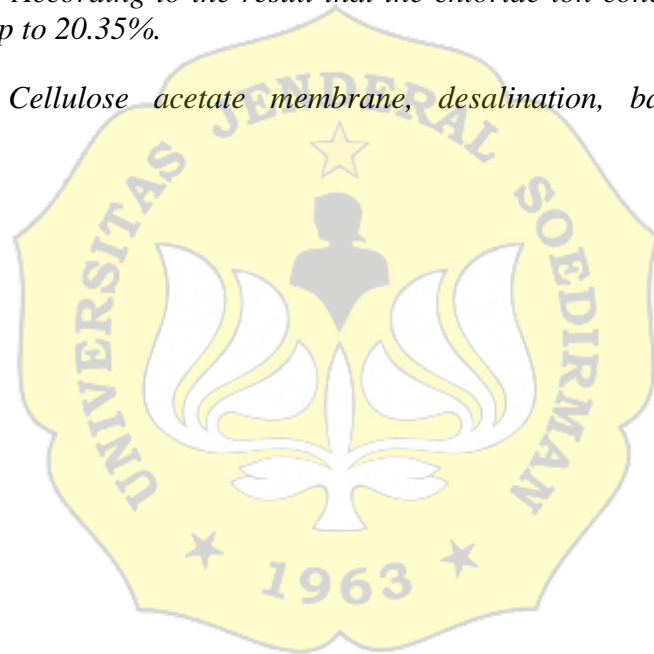 According to the result that the chloride ion con
p to 20.35%.
Cellulose acetate membrane, desalination, ba
UNIVERSITAS JENDERAL SOEDIRMAN
1963